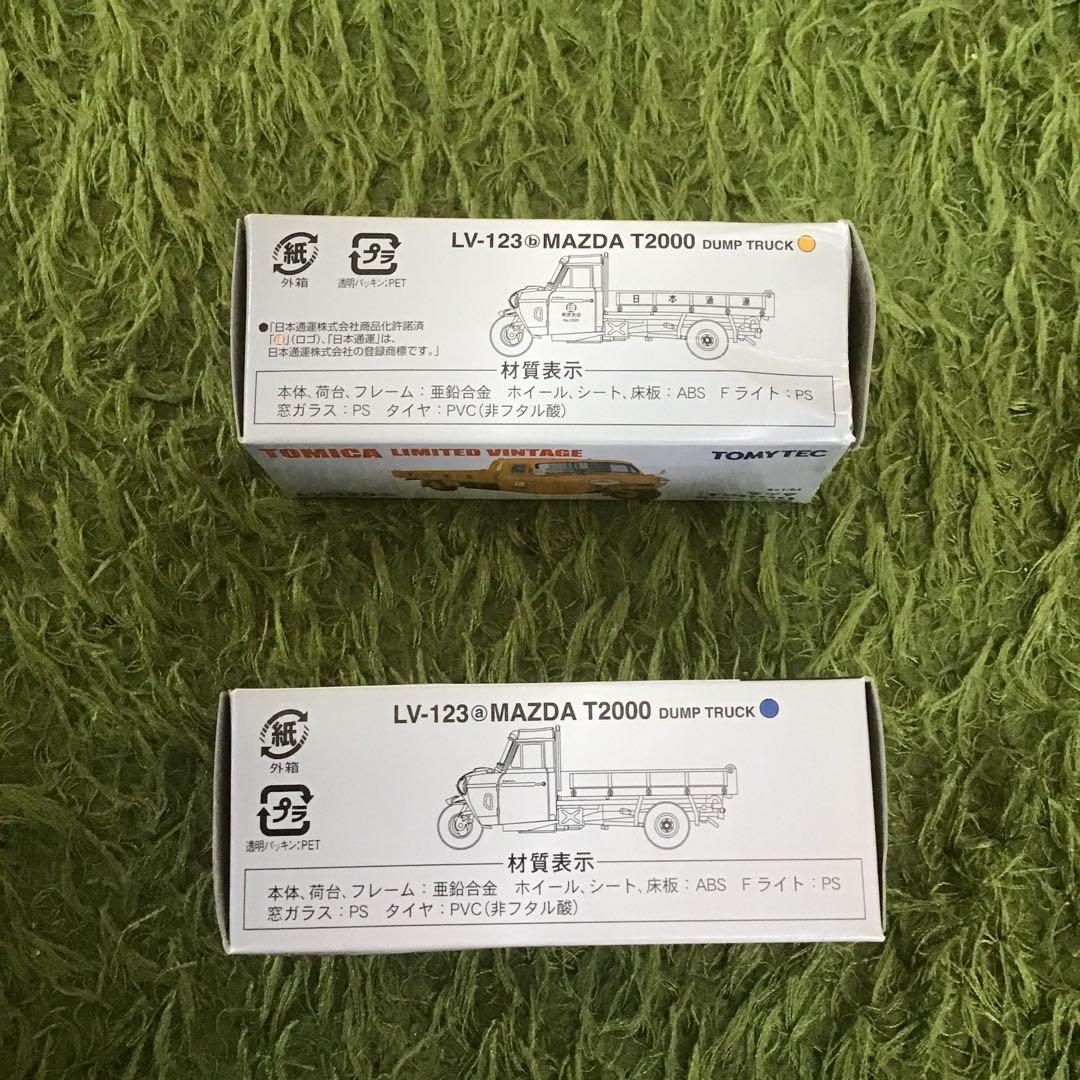 LV-123ⓑMAZDA T2000 DUMP TRUCK
紙
外箱
プラ
透明パッキン:PET
日本通運
東京支店
●「日本通運株式会社商品化許諾済
」(ロゴ)、「日本通運」は、
日本通運株式会社の登録商標です。」
材質表示
本体、荷台、フレーム:亜鉛合金 ホイール、シート、床板:ABS Fライト:PS
窓ガラス:PS タイヤ:PVC(非フタル酸)
TOMICA LIMITED VINTAGE
TOMYTEC
LV-123ⓐMAZDA T2000 DUMP TRUCK
紙
外箱
プラ
透明パッキン:PET
材質表示
本体、荷台、フレーム:亜鉛合金 ホイール、シート、床板:ABS Fライト:PS
窓ガラス:PS タイヤ:PVC(非フタル酸)